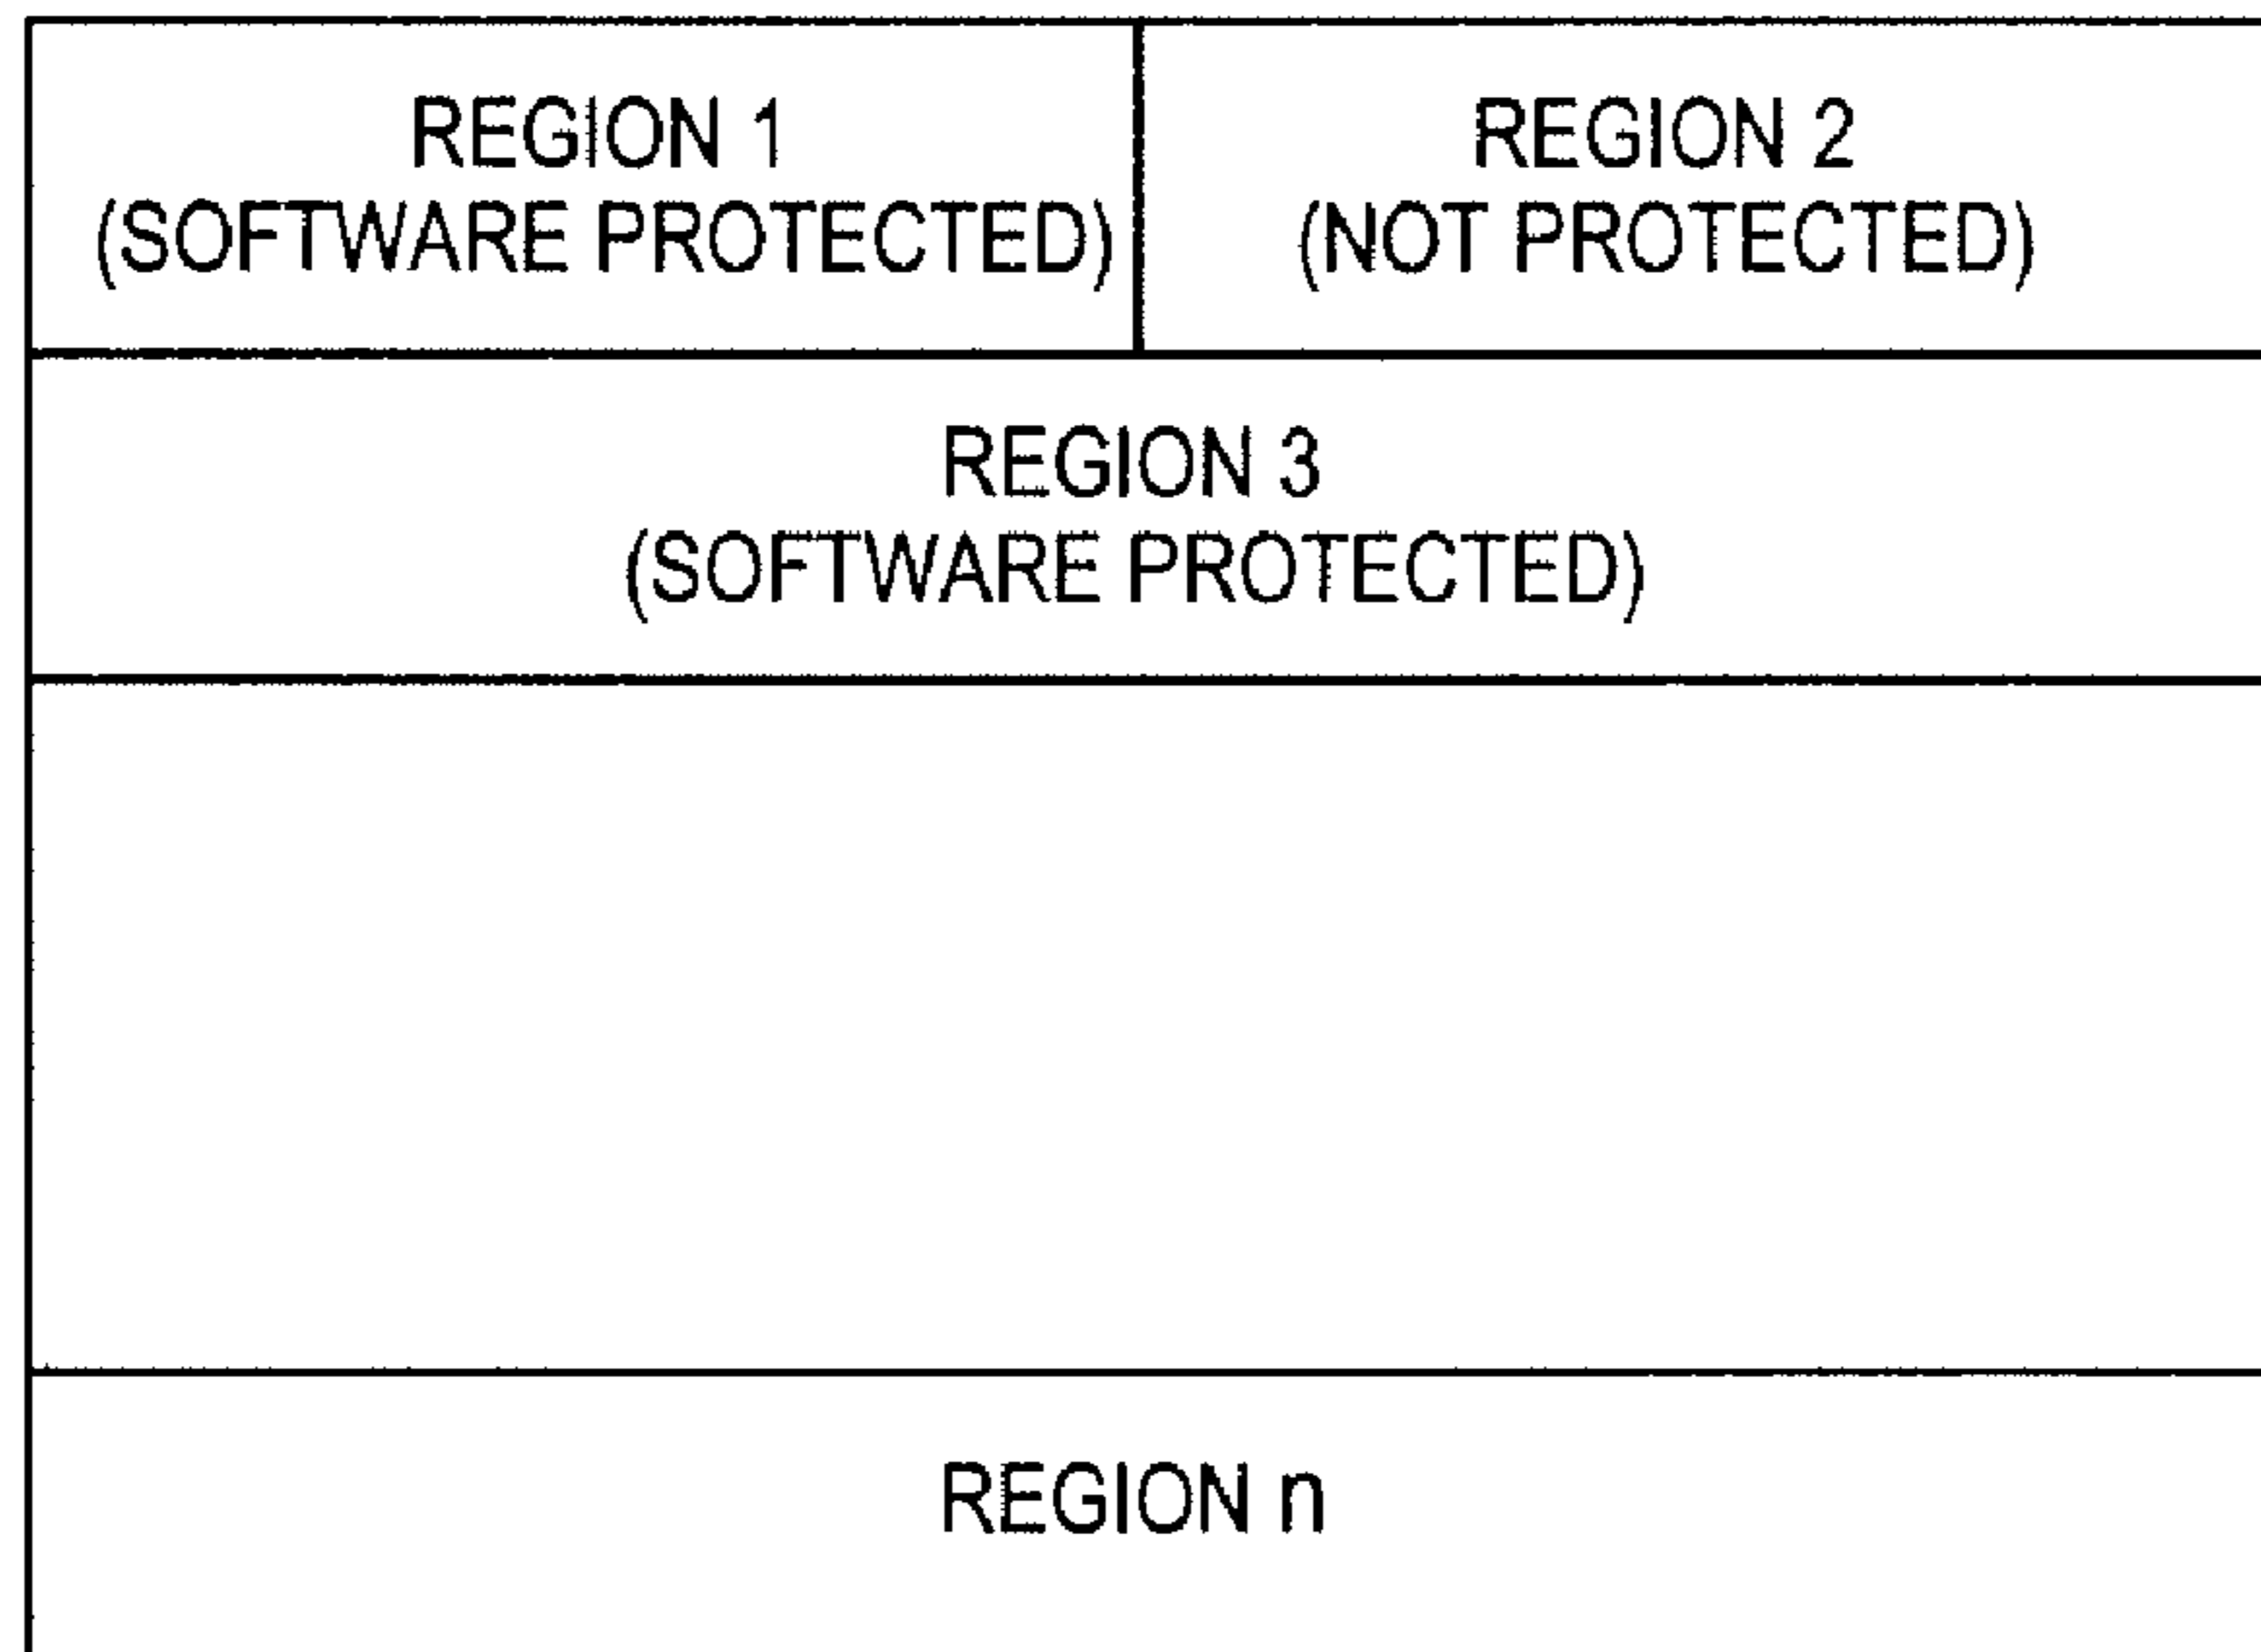 REGION 1
(SOFTWARE PROTECTED)
REGION 2
(NOT PROTECTED)
REGION 3
(SOFTWARE PROTECTED)
REGION n